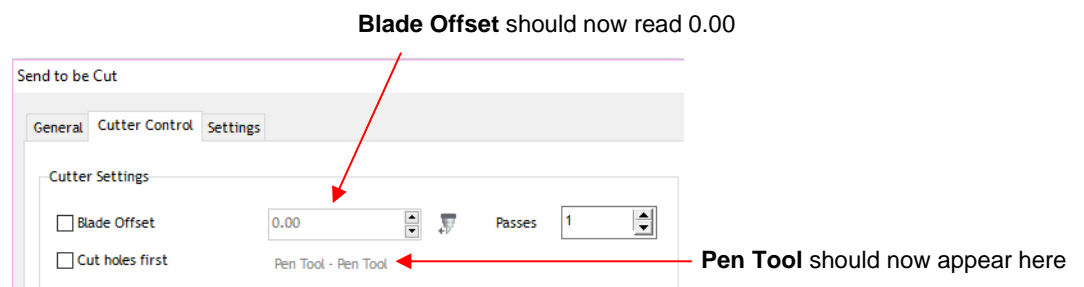 Blade Offset should now read 0.00
Send to be Cut
General Cutter Control Settings
Cutter Settings
Blade Offset 0.00 Passes 1
Cut holes first Pen Tool - Pen Tool
Pen Tool should now appear here